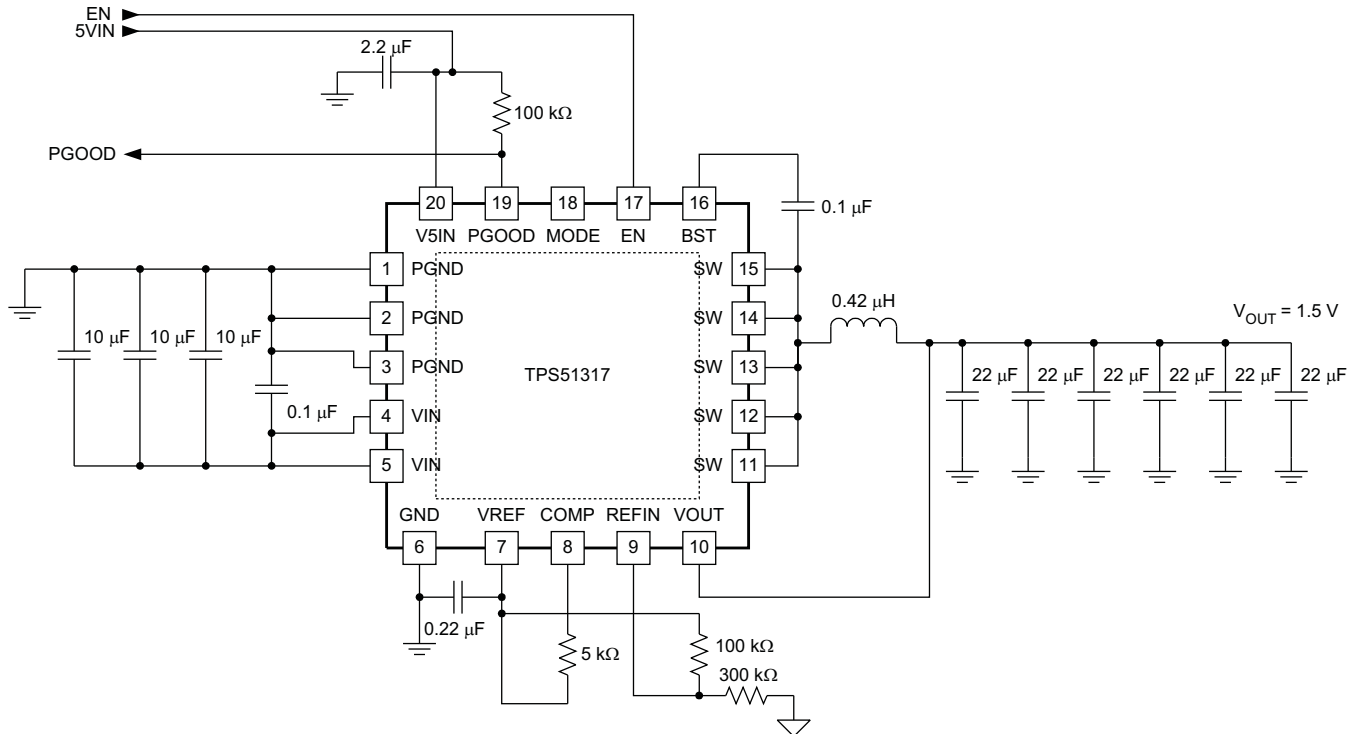 EN
5VIN
2.2 μF
100 kΩ
PGOOD
20 19 18 17 16
V5IN PGOOD MODE EN BST
0.1 μF
1 PGND SW 15
2 PGND SW 14
3 PGND SW 13
4 VIN SW 12
5 VIN SW 11
10 μF 10 μF 10 μF
0.1 μF
TPS51317
0.42 μH
VOUT = 1.5 V
22 μF 22 μF 22 μF 22 μF 22 μF 22 μF
GND VREF COMP REFIN VOUT
6 7 8 9 10
0.22 μF
5 kΩ
100 kΩ
300 kΩ